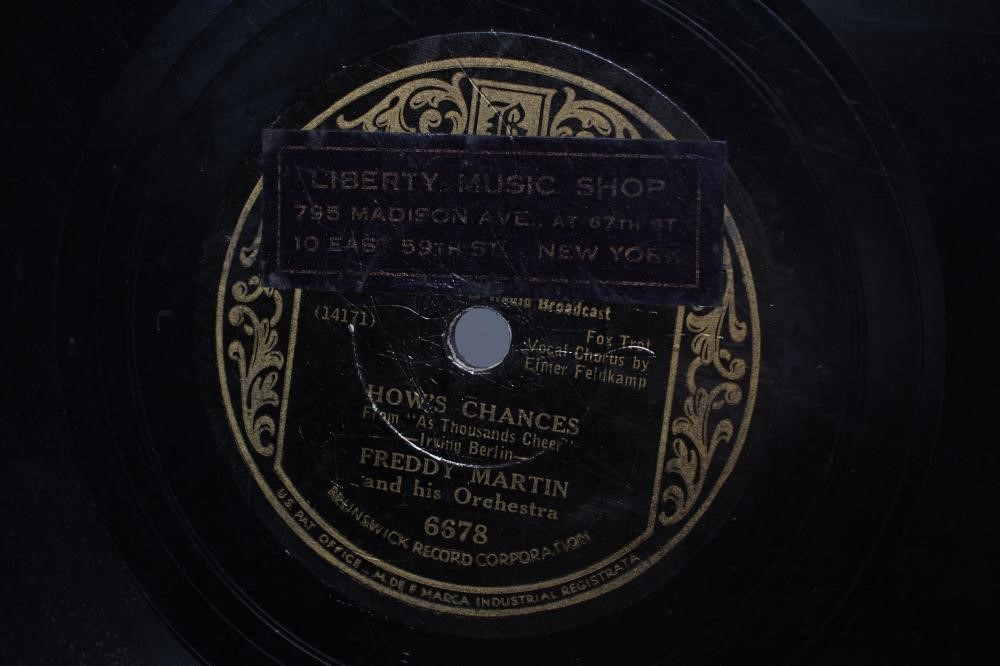 B
LIBERTY MUSIC SHOP
795 MADISON AVE., AT 67TH ST
10 EAST 59TH ST. NEW YORK
Radio Broadcast
(14171)
Fox Trot
Vocal Chorus by
Elmer Feldkamp
HOW'S CHANCES
From "As Thousands Cheer"
—Irving Berlin—
FREDDY MARTIN
and his Orchestra
6678
BRUNSWICK RECORD CORPORATION
U.S. PAT. OFFICE _ M. DE F. MARCA INDUSTRIAL REGISTRATA